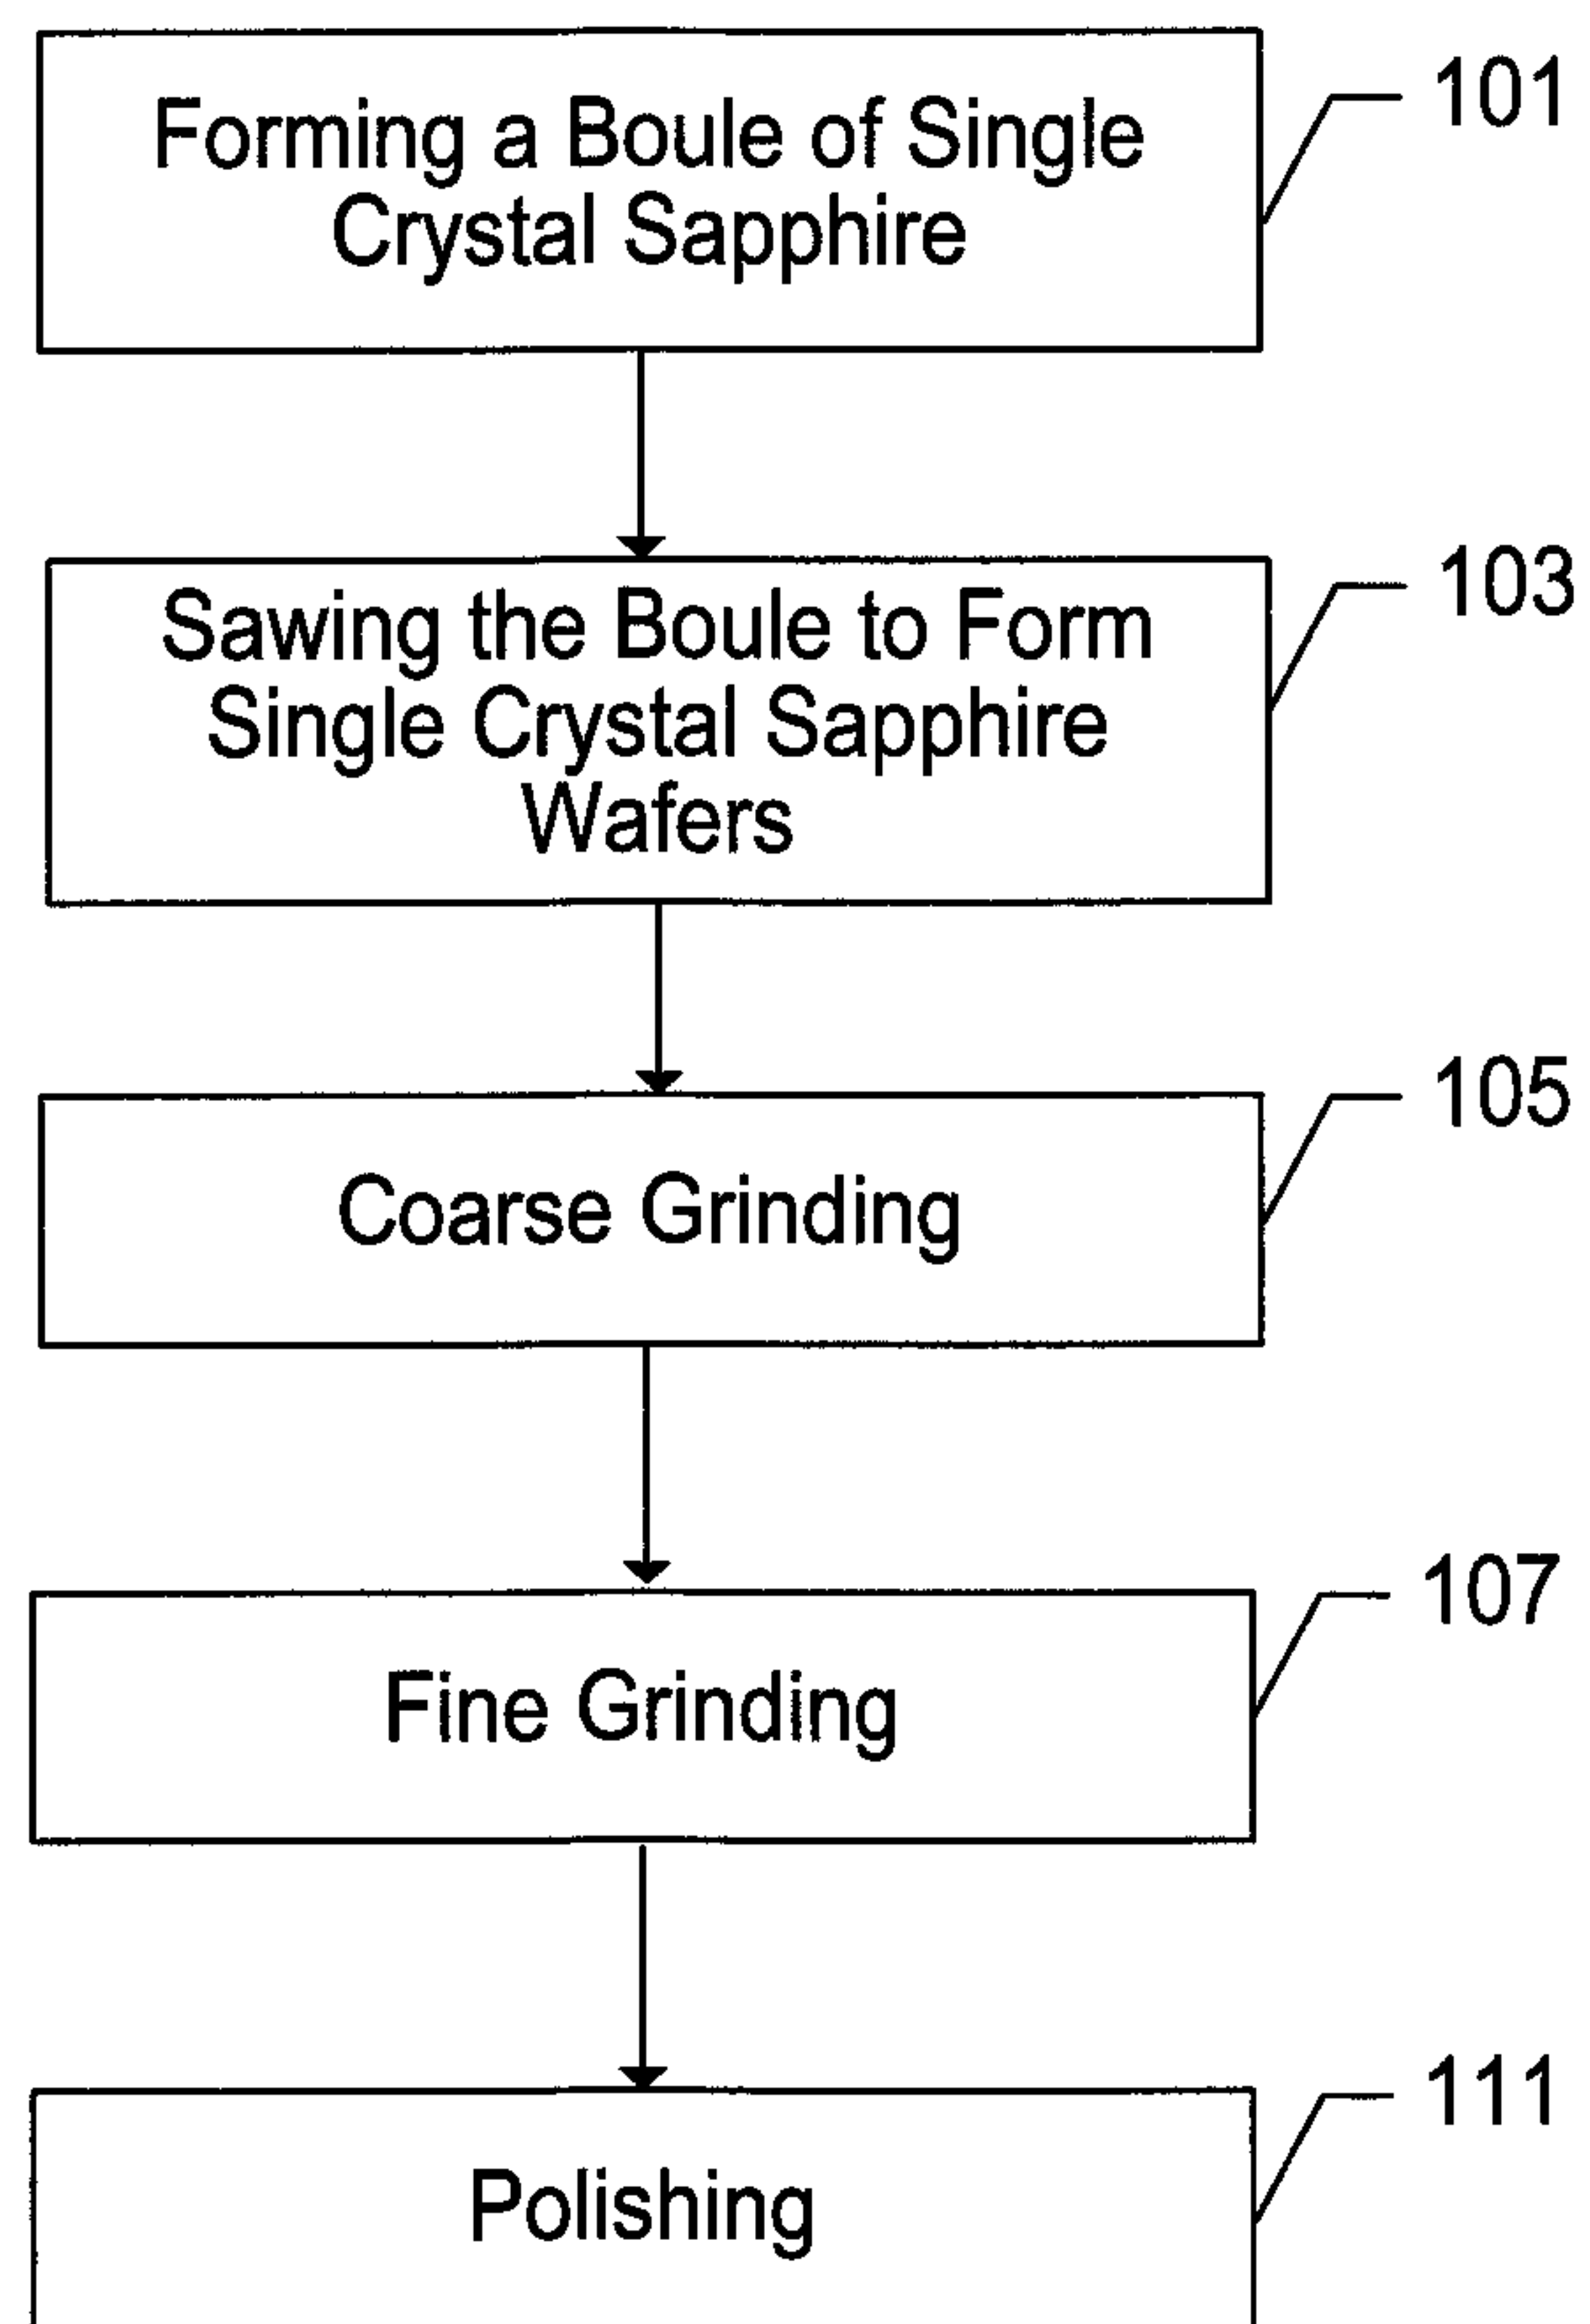 Forming a Boule of Single
Crystal Sapphire
101
Sawing the Boule to Form
Single Crystal Sapphire
Wafers
103
Coarse Grinding
105
Fine Grinding
107
Polishing
111